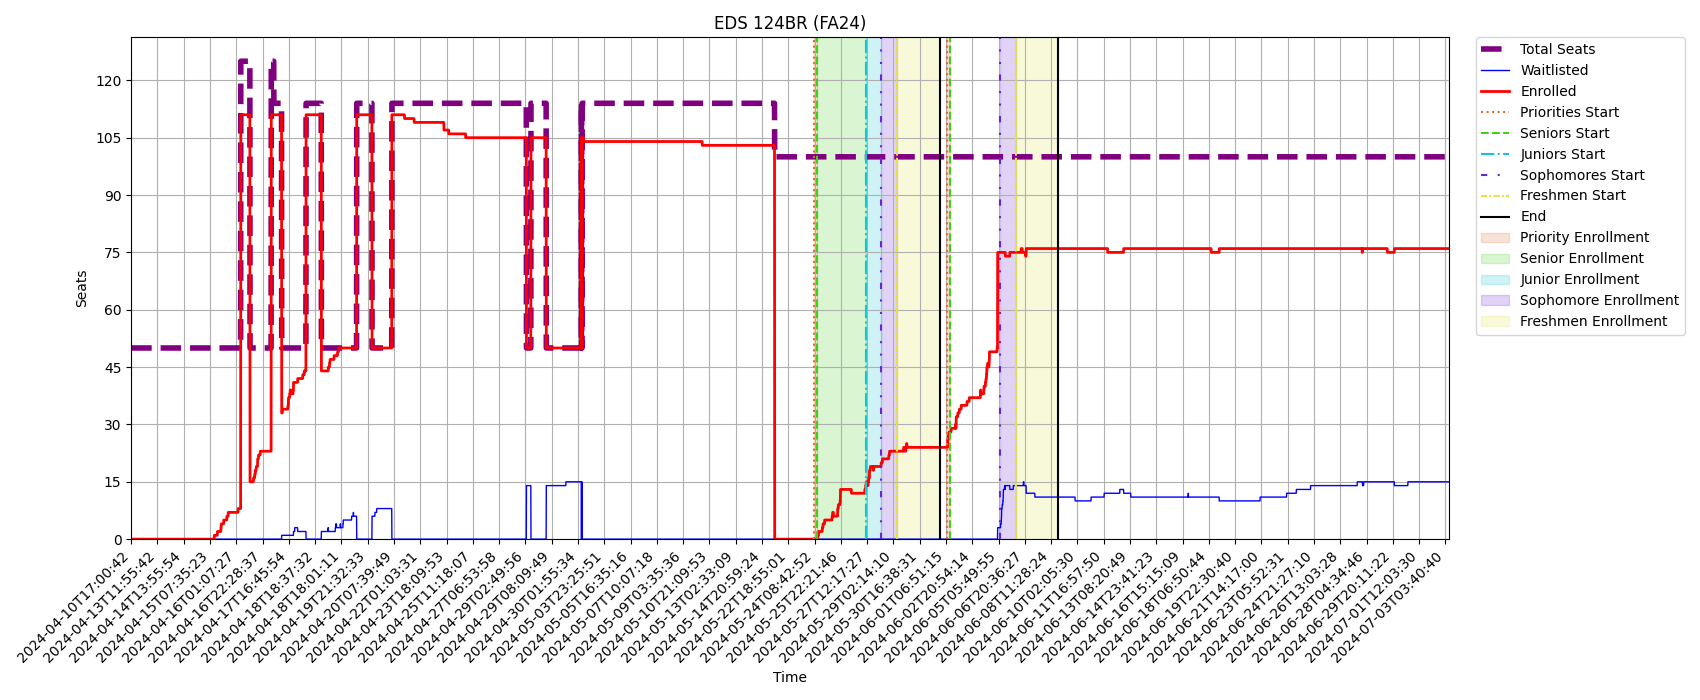 EDS 124BR (FA24)
Seats
120
105
90
75
60
45
30
15
0
2024-04-10T17:00:42
2024-04-13T11:55:42
2024-04-14T13:55:54
2024-04-15T07:35:23
2024-04-16T01:07:27
2024-04-16T22:28:37
2024-04-17T16:45:54
2024-04-18T18:37:32
2024-04-18T18:01:11
2024-04-19T21:32:33
2024-04-20T07:39:49
2024-04-22T01:03:31
2024-04-23T18:09:53
2024-04-25T11:18:07
2024-04-27T06:53:58
2024-04-29T02:49:56
2024-04-29T08:09:49
2024-04-30T01:55:34
2024-05-03T23:25:51
2024-05-05T16:35:16
2024-05-07T10:07:18
2024-05-09T03:35:36
2024-05-10T21:09:53
2024-05-13T02:33:09
2024-05-14T20:59:24
2024-05-22T18:55:01
2024-05-24T08:42:52
2024-05-25T22:21:46
2024-05-27T12:17:27
2024-05-29T02:14:10
2024-05-30T16:38:31
2024-06-01T06:51:15
2024-06-02T20:54:14
2024-06-05T05:49:55
2024-06-06T20:36:27
2024-06-08T11:28:24
2024-06-10T02:05:30
2024-06-11T16:57:50
2024-06-13T08:20:49
2024-06-14T23:41:23
2024-06-16T15:15:09
2024-06-18T06:50:44
2024-06-19T22:30:40
2024-06-21T14:17:00
2024-06-23T05:52:31
2024-06-24T21:27:10
2024-06-26T13:03:28
2024-06-28T04:34:46
2024-06-29T20:11:22
2024-07-01T12:03:30
2024-07-03T03:40:40
Time
Total Seats
Waitlisted
Enrolled
Priorities Start
Seniors Start
Juniors Start
Sophomores Start
Freshmen Start
End
Priority Enrollment
Senior Enrollment
Junior Enrollment
Sophomore Enrollment
Freshmen Enrollment